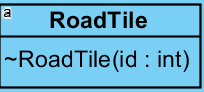 a
RoadTile
~RoadTile(id : int)